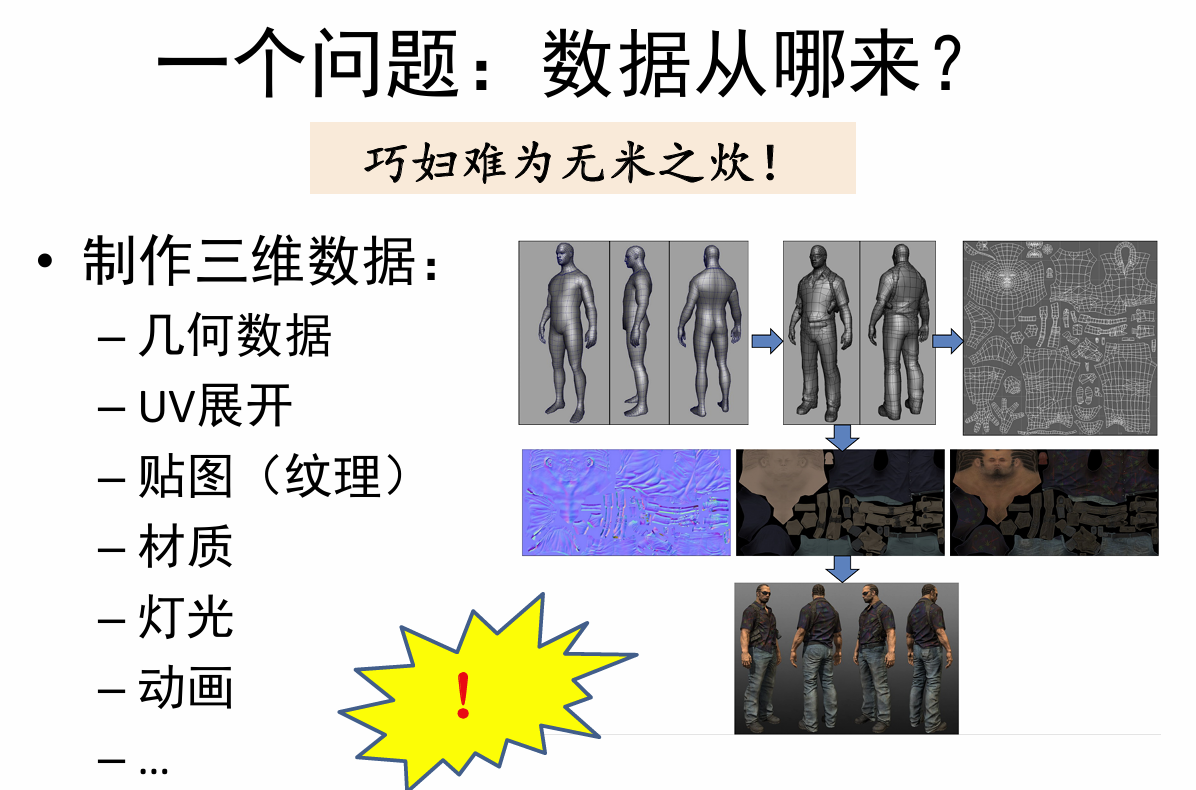 一个问题：数据从哪来？
巧妇难为无米之炊！
• 制作三维数据：
– 几何数据
– UV展开
– 贴图（纹理）
– 材质
– 灯光
– 动画
– …
！